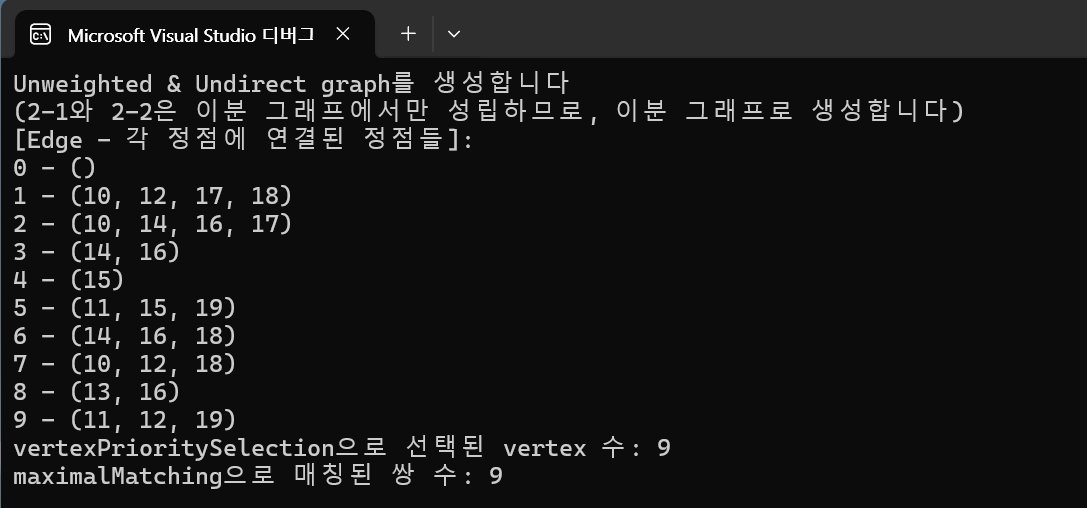 Microsoft Visual Studio 디버그
Unweighted & Undirect graph를 생성합니다
(2-1와 2-2은 이분 그래프에서만 성립하므로, 이분 그래프로 생성합니다)
[Edge - 각 정점에 연결된 정점들]:
0 - ()
1 - (10, 12, 17, 18)
2 - (10, 14, 16, 17)
3 - (14, 16)
4 - (15)
5 - (11, 15, 19)
6 - (14, 16, 18)
7 - (10, 12, 18)
8 - (13, 16)
9 - (11, 12, 19)
vertexPrioritySelection으로 선택된 vertex 수: 9
maximalMatching으로 매칭된 쌍 수: 9